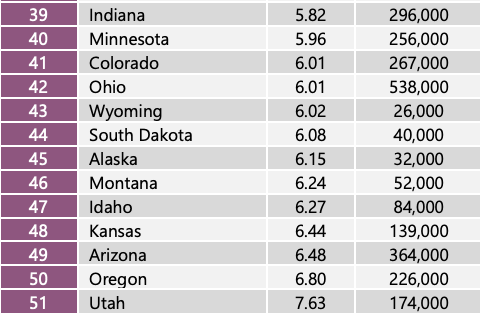 39 Indiana 5.82 296,000
40 Minnesota 5.96 256,000
41 Colorado 6.01 267,000
42 Ohio 6.01 538,000
43 Wyoming 6.02 26,000
44 South Dakota 6.08 40,000
45 Alaska 6.15 32,000
46 Montana 6.24 52,000
47 Idaho 6.27 84,000
48 Kansas 6.44 139,000
49 Arizona 6.48 364,000
50 Oregon 6.80 226,000
51 Utah 7.63 174,000